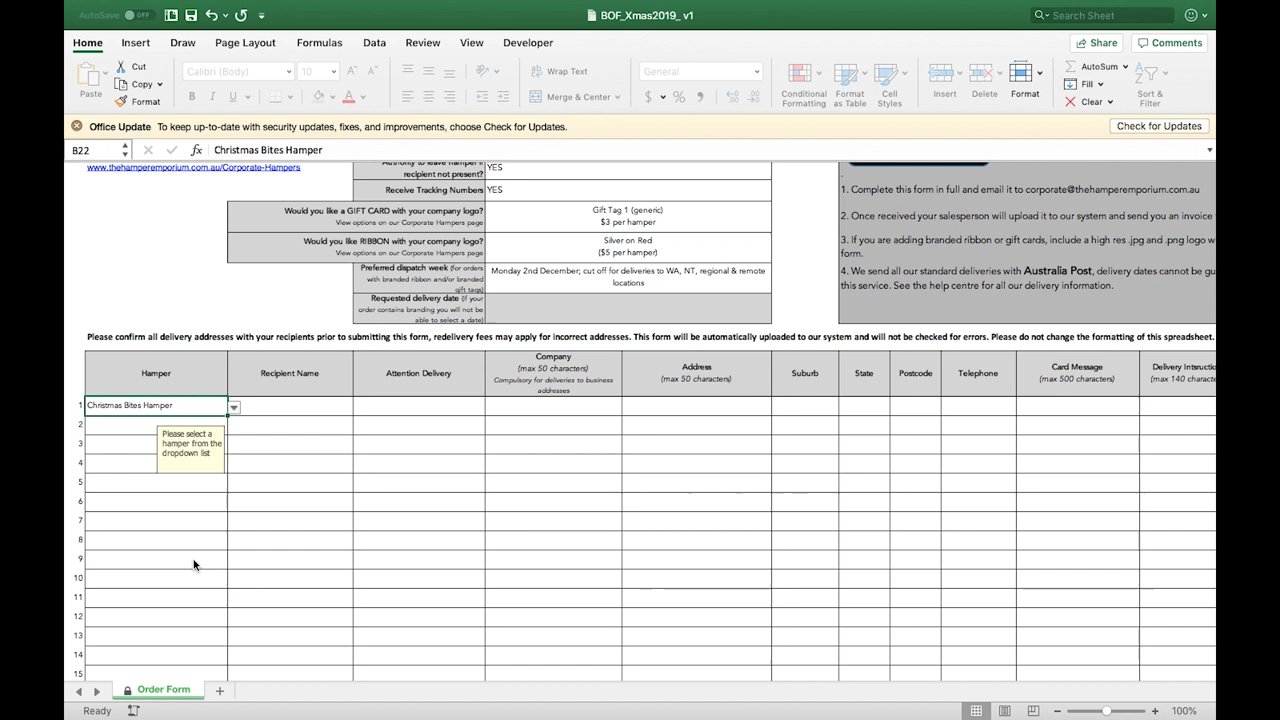 AutoSave OFF
BOF_Xmas2019_ v1
Search Sheet
Home Insert Draw Page Layout Formulas Data Review View Developer
Share Comments
Paste
Cut
Copy
Format
Calibri (Body) 10
B I U
Wrap Text
Merge & Center
General
Conditional Formatting
Format as Table
Cell Styles
Insert
Delete
Format
AutoSum
Fill
Clear
Sort & Filter
Office Update To keep up-to-date with security updates, fixes, and improvements, choose Check for Updates.
Check for Updates
B22
fx Christmas Bites Hamper
www.thehamperemporium.com.au/Corporate-Hampers
Authority to leave hamper if
recipient not present? YES
Receive Tracking Numbers YES
Would you like a GIFT CARD with your company logo?
View options on our Corporate Hampers page
Gift Tag 1 (generic)
$3 per hamper
Would you like RIBBON with your company logo?
View options on our Corporate Hampers page
Silver on Red
($5 per hamper)
Preferred dispatch week (for orders
with branded ribbon and/or branded
gift tags)
Monday 2nd December; cut off for deliveries to WA, NT, regional & remote
locations
Requested delivery date (if your
order contains branding you will not be
able to select a date)
1. Complete this form in full and email it to corporate@thehamperemporium.com.au
2. Once received your salesperson will upload it to our system and send you an invoice
3. If you are adding branded ribbon or gift cards, include a high res .jpg and .png logo w
form.
4. We send all our standard deliveries with Australia Post, delivery dates cannot be gu
this service. See the help centre for all our delivery information.
Please confirm all delivery addresses with your recipients prior to submitting this form, redelivery fees may apply for incorrect addresses. This form will be automatically uploaded to our system and will not be checked for errors. Please do not change the formatting of this spreadsheet.
Hamper
Recipient Name
Attention Delivery
Company
(max 50 characters)
Compulsory for deliveries to business
addresses
Address
(max 50 characters)
Suburb
State
Postcode
Telephone
Card Message
(max 500 characters)
Delivery Intsructio
(max 140 charact
1 Christmas Bites Hamper
Please select a
hamper from the
dropdown list
2
3
4
5
6
7
8
9
10
11
12
13
14
15
Order Form
Ready
100%